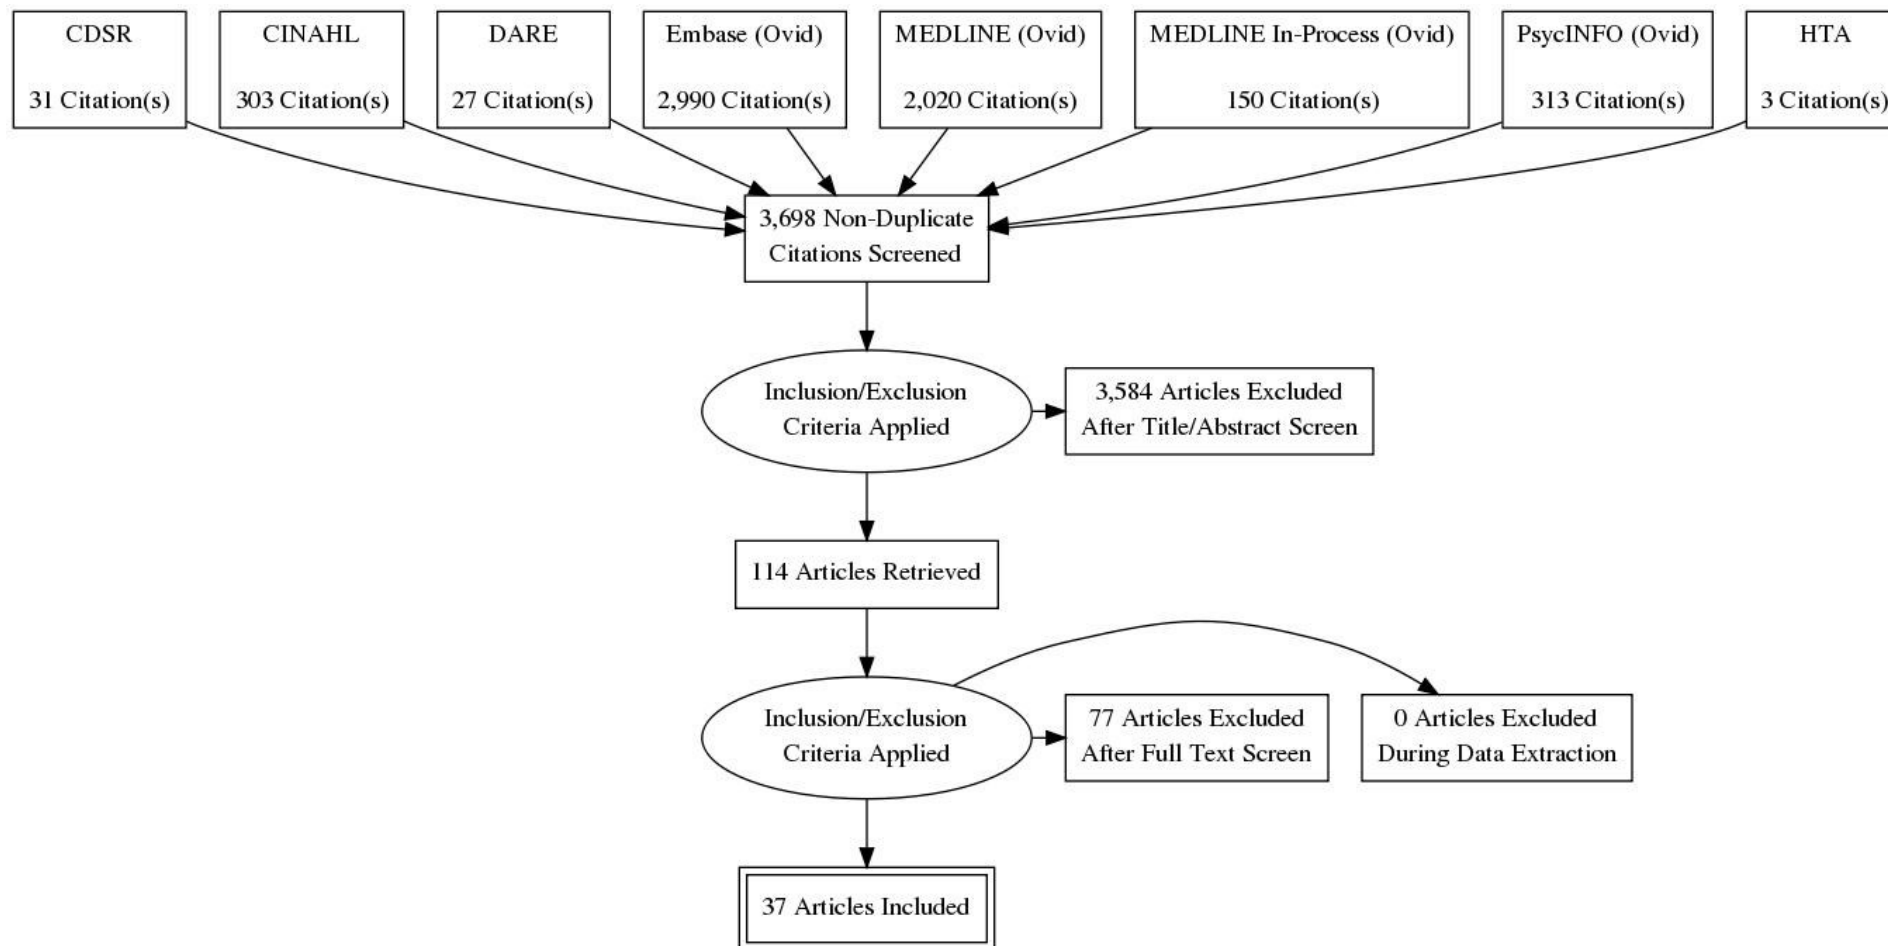 CDSR
31 Citation(s)
CINAHL
303 Citation(s)
DARE
27 Citation(s)
Embase (Ovid)
2,990 Citation(s)
MEDLINE (Ovid)
2,020 Citation(s)
MEDLINE In-Process (Ovid)
150 Citation(s)
PsycINFO (Ovid)
313 Citation(s)
HTA
3 Citation(s)
3,698 Non-Duplicate
Citations Screened
Inclusion/Exclusion
Criteria Applied
3,584 Articles Excluded
After Title/Abstract Screen
114 Articles Retrieved
Inclusion/Exclusion
Criteria Applied
77 Articles Excluded
After Full Text Screen
0 Articles Excluded
During Data Extraction
37 Articles Included